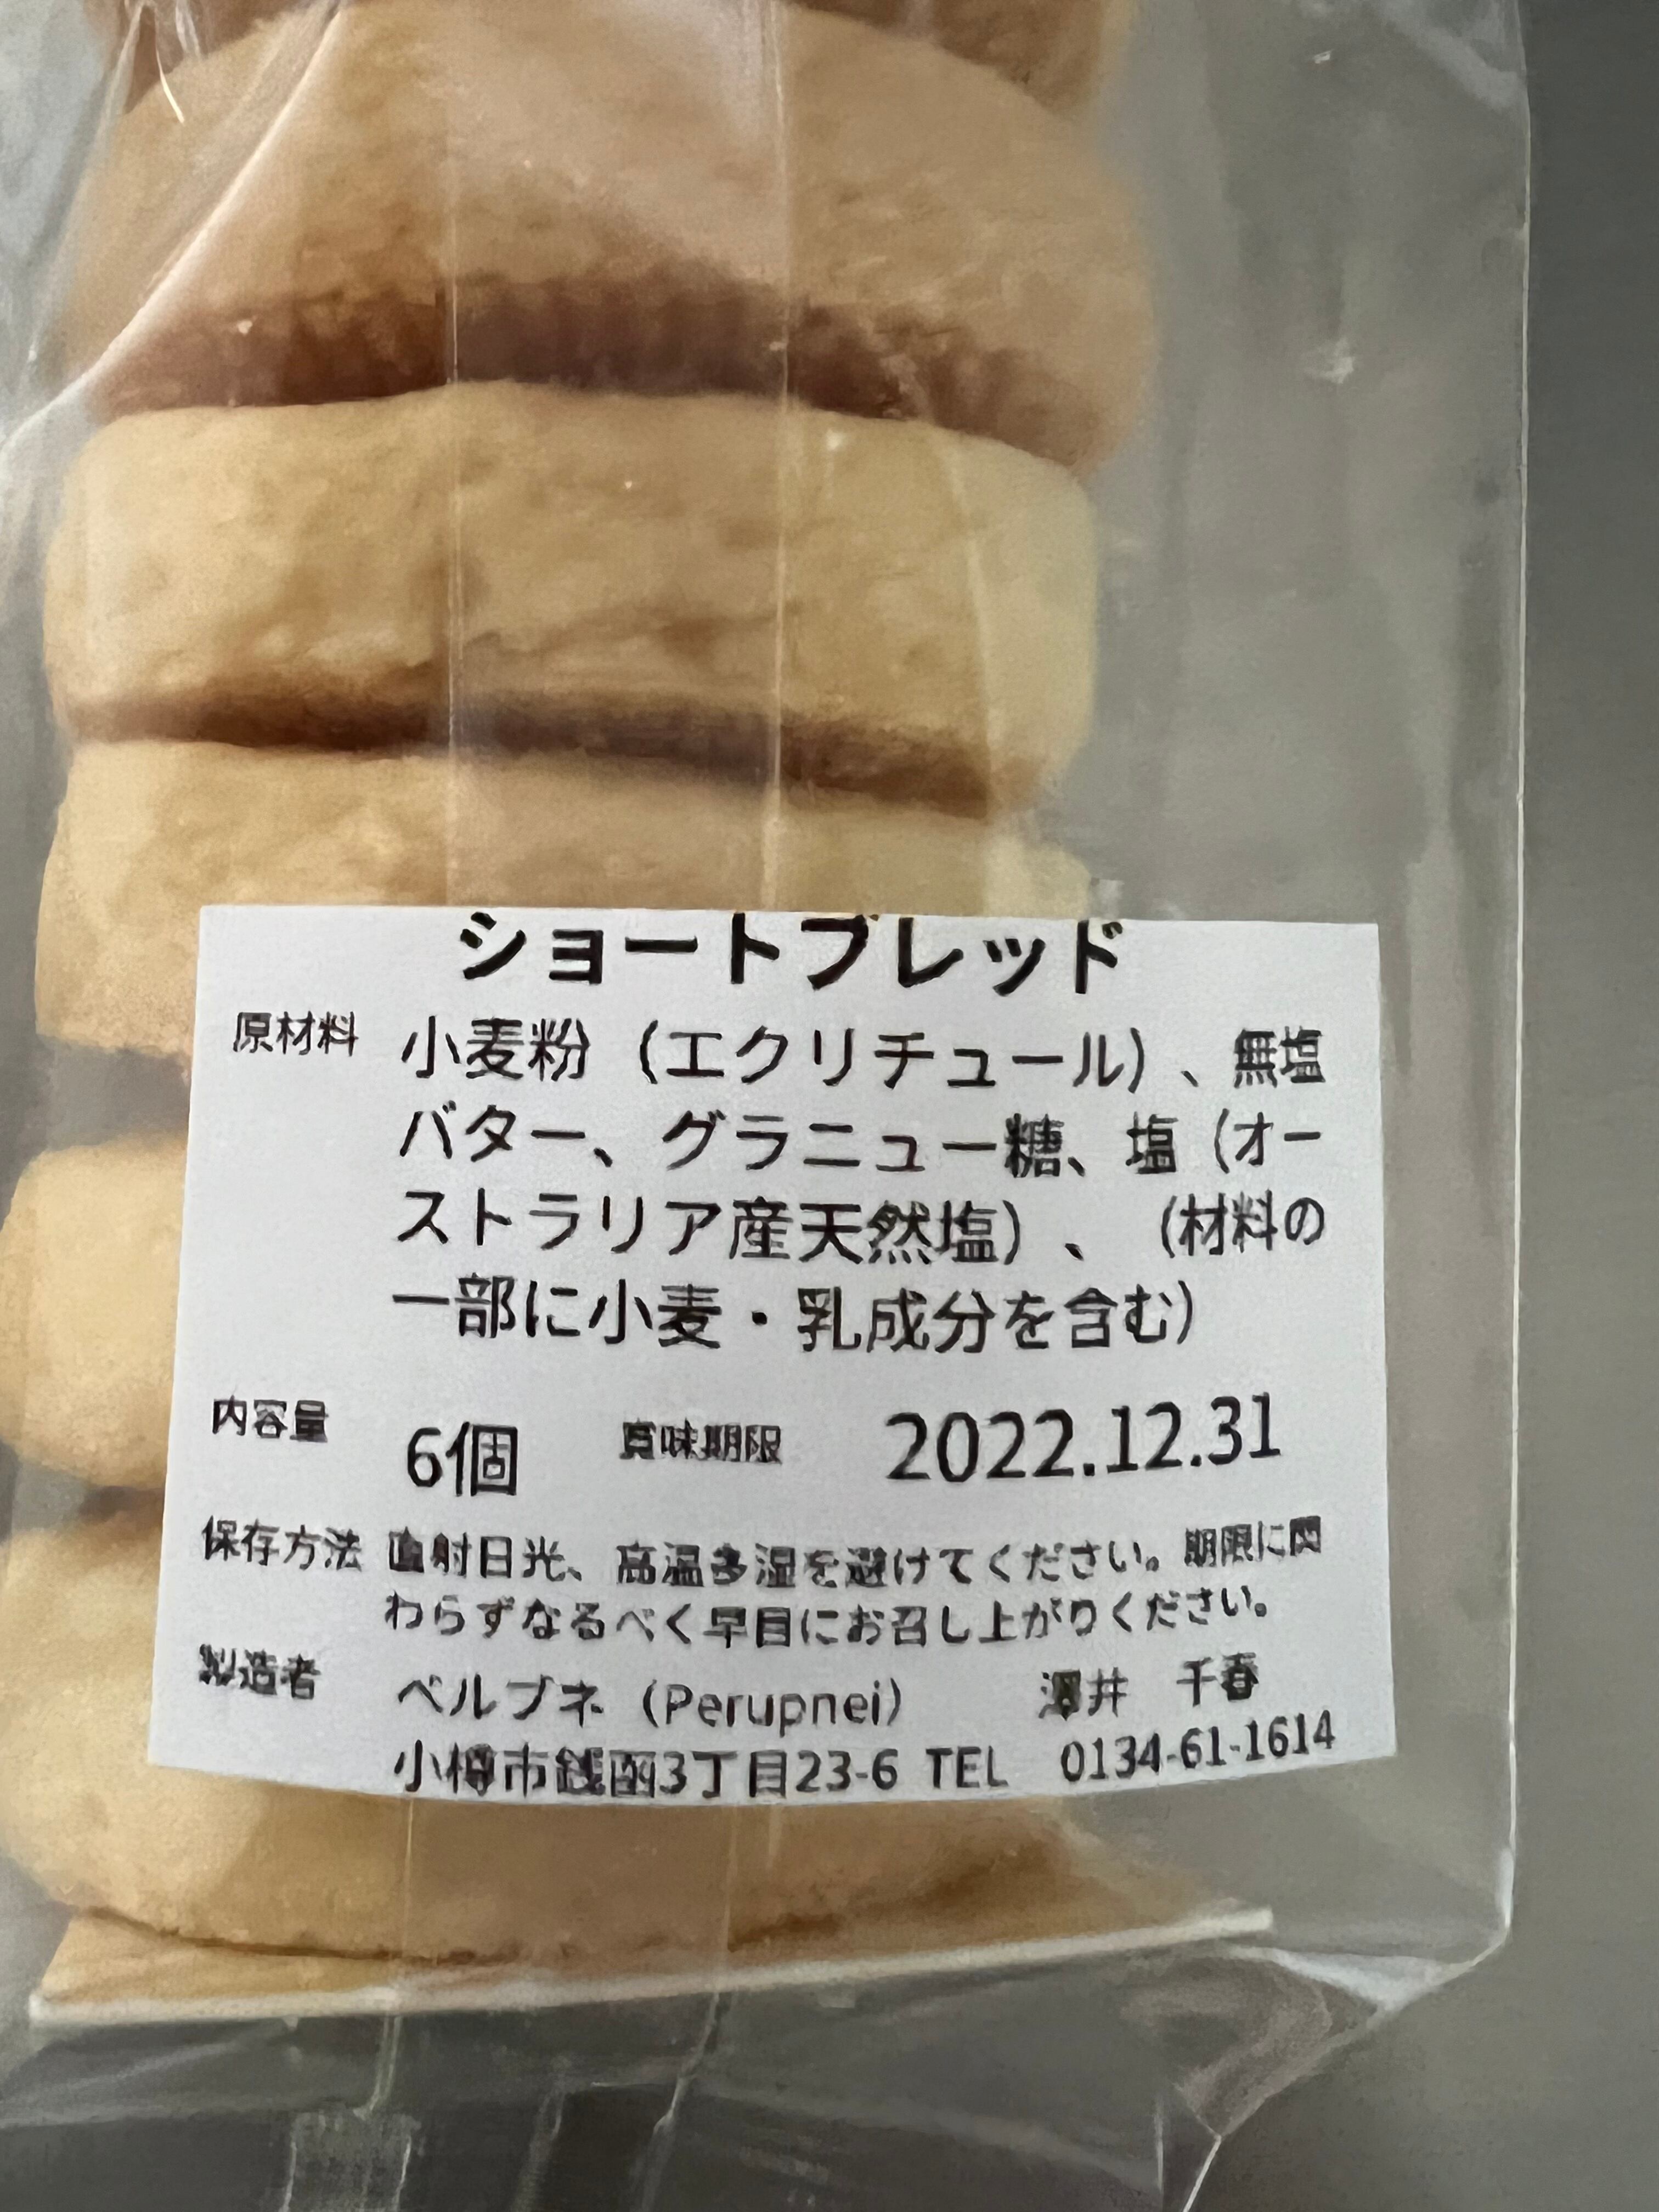 ショートブレッド
原材料 小麦粉（エクリチュール）、無塩
バター、グラニュー糖、塩（オー
ストラリア産天然塩）、（材料の
一部に小麦・乳成分を含む）
内容量 6個 賞味期限 2022.12.31
保存方法 直射日光、高温多湿を避けてください。期限に関
わらずなるべく早目にお召し上がりください。
製造者 ペルプネ（Perupnei） 井 千春
小樽市銭函3丁目23-6 TEL 0134-61-1614